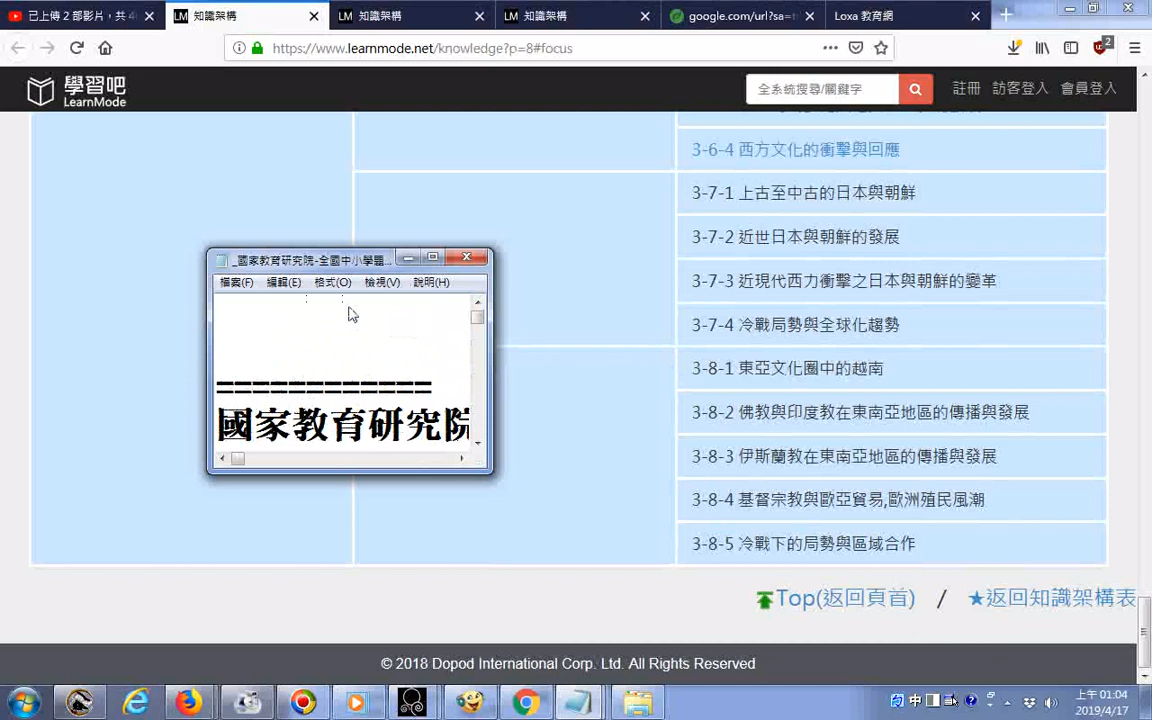 已上傳 2 部影片，共 4
知識架構
知識架構
知識架構
google.com/url?sa=
Loxa 教育網
https://www.learnmode.net/knowledge?p=8#focus
2
學習吧
LearnMode
全系統搜尋/關鍵字
註冊
訪客登入
會員登入
3-6-4 西方文化的衝擊與回應
3-7-1 上古至中古的日本與朝鮮
3-7-2 近世日本與朝鮮的發展
3-7-3 近現代西力衝擊之日本與朝鮮的變革
3-7-4 冷戰局勢與全球化趨勢
3-8-1 東亞文化圈中的越南
3-8-2 佛教與印度教在東南亞地區的傳播與發展
3-8-3 伊斯蘭教在東南亞地區的傳播與發展
3-8-4 基督宗教與歐亞貿易,歐洲殖民風潮
3-8-5 冷戰下的局勢與區域合作
_國家教育研究院-全國中小學題...
檔案(F) 編輯(E) 格式(O) 檢視(V) 說明(H)
============
國家教育研究院
Top(返回頁首) / ★返回知識架構表
© 2018 Dopod International Corp. Ltd. All Rights Reserved
中
上午 01:04
2019/4/17